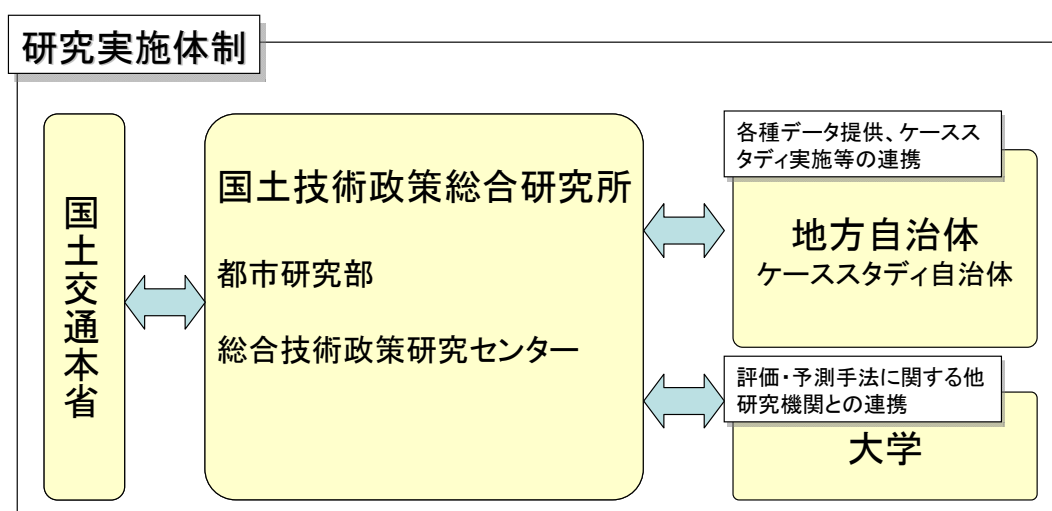 研究実施体制
国土交通本省
国土技術政策総合研究所
都市研究部
総合技術政策研究センター
各種データ提供、ケースス
タディ実施等の連携
地方自治体
ケーススタディ自治体
評価・予測手法に関する他
研究機関との連携
大学